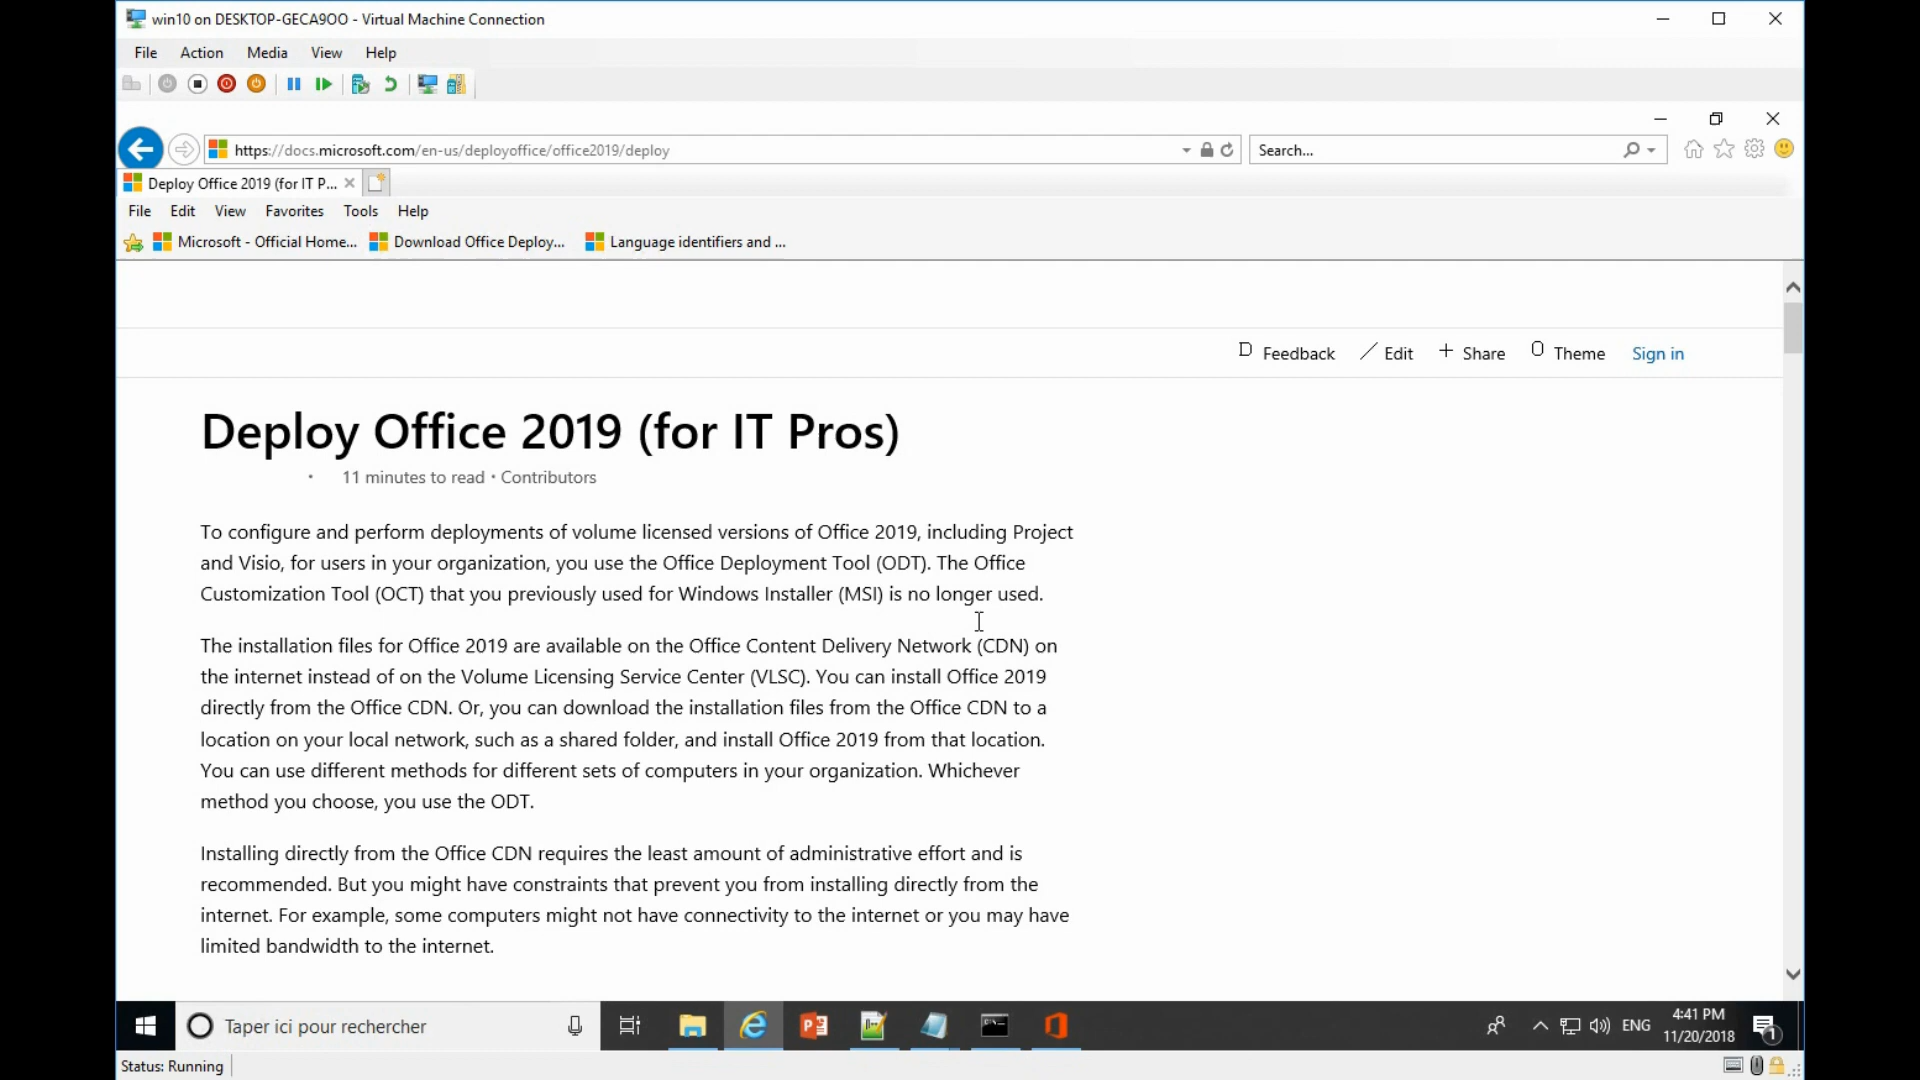 win10 on DESKTOP-GECA9OO - Virtual Machine Connection
File Action Media View Help
https://docs.microsoft.com/en-us/deployoffice/office2019/deploy
Search...
Deploy Office 2019 (for IT P...
File Edit View Favorites Tools Help
Microsoft - Official Home... Download Office Deploy... Language identifiers and ...
Feedback Edit Share Theme Sign in
Deploy Office 2019 (for IT Pros)
• 11 minutes to read • Contributors
To configure and perform deployments of volume licensed versions of Office 2019, including Project
and Visio, for users in your organization, you use the Office Deployment Tool (ODT). The Office
Customization Tool (OCT) that you previously used for Windows Installer (MSI) is no longer used.
The installation files for Office 2019 are available on the Office Content Delivery Network (CDN) on
the internet instead of on the Volume Licensing Service Center (VLSC). You can install Office 2019
directly from the Office CDN. Or, you can download the installation files from the Office CDN to a
location on your local network, such as a shared folder, and install Office 2019 from that location.
You can use different methods for different sets of computers in your organization. Whichever
method you choose, you use the ODT.
Installing directly from the Office CDN requires the least amount of administrative effort and is
recommended. But you might have constraints that prevent you from installing directly from the
internet. For example, some computers might not have connectivity to the internet or you may have
limited bandwidth to the internet.
Taper ici pour rechercher
ENG
4:41 PM
11/20/2018
1
Status: Running